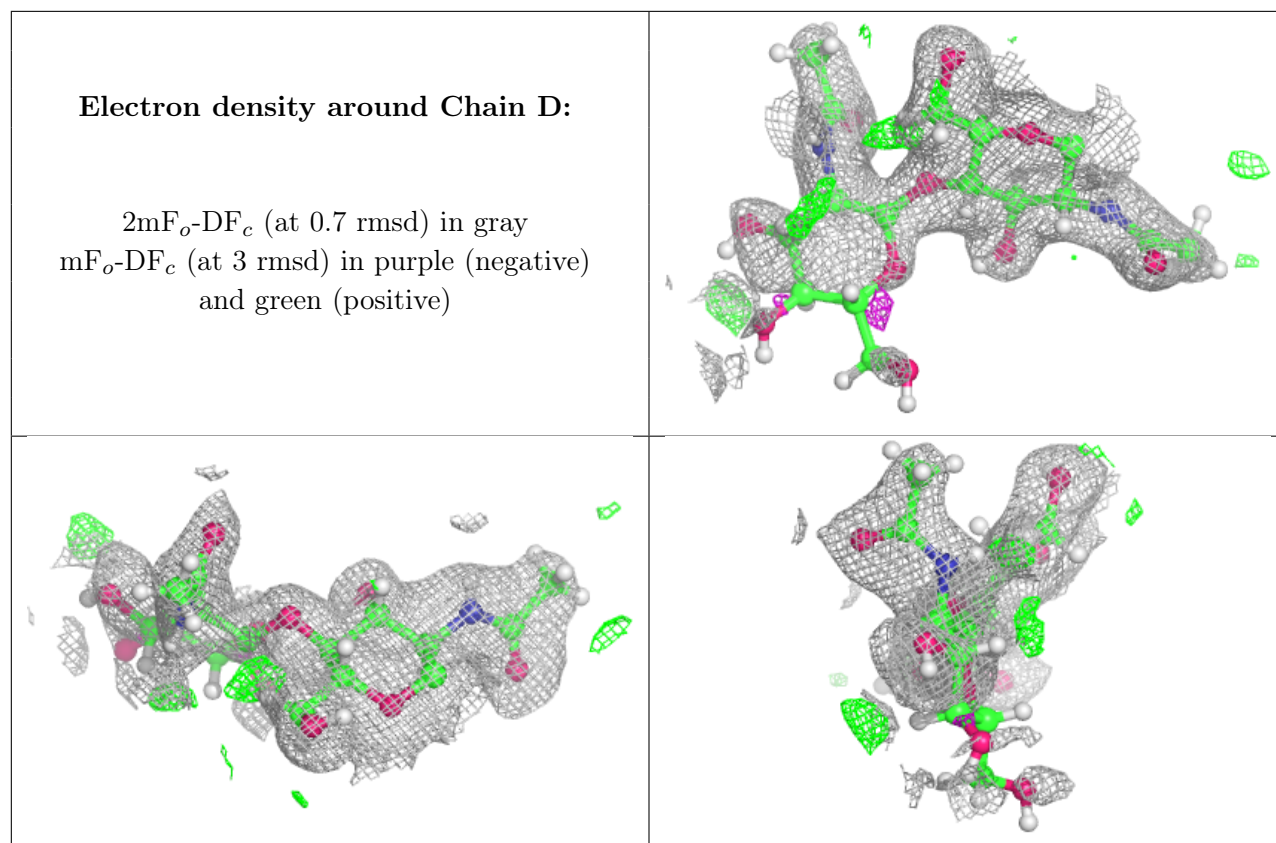 Electron density around Chain D:
2mFₒ-DF𝒸 (at 0.7 rmsd) in gray
mFₒ-DF𝒸 (at 3 rmsd) in purple (negative)
and green (positive)